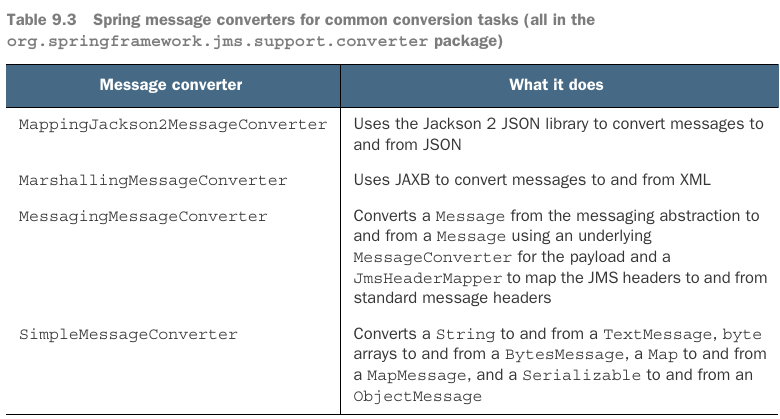 Table 9.3 Spring message converters for common conversion tasks (all in the
org.springframework.jms.support.converter package)
Message converter What it does
MappingJackson2MessageConverter Uses the Jackson 2 JSON library to convert messages to
and from JSON
MarshallingMessageConverter Uses JAXB to convert messages to and from XML
MessagingMessageConverter Converts a Message from the messaging abstraction to
and from a Message using an underlying
MessageConverter for the payload and a
JmsHeaderMapper to map the JMS headers to and from
standard message headers
SimpleMessageConverter Converts a String to and from a TextMessage, byte
arrays to and from a BytesMessage, a Map to and from
a MapMessage, and a Serializable to and from an
ObjectMessage